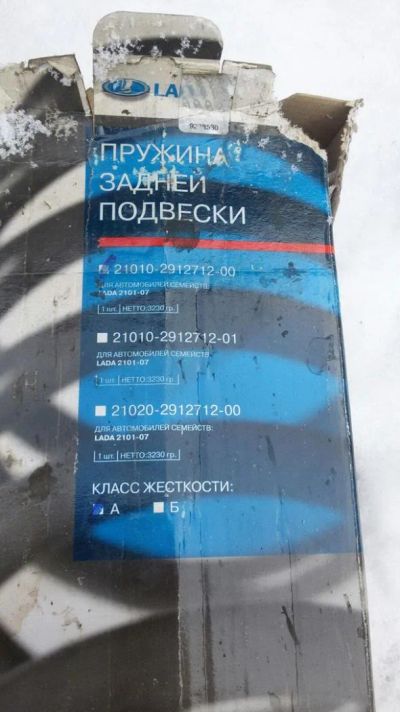 LADA
ПРУЖИНА
ЗАДНЕЙ
ПОДВЕСКИ
21010-2912712-00
ДЛЯ АВТОМОБИЛЕЙ СЕМЕЙСТВ:
LADA 2101-07
1 шт. НЕТТО:3230 гр.
21010-2912712-01
ДЛЯ АВТОМОБИЛЕЙ СЕМЕЙСТВ:
LADA 2101-07
1 шт. НЕТТО:3230 гр.
21020-2912712-00
ДЛЯ АВТОМОБИЛЕЙ СЕМЕЙСТВ:
LADA 2101-07
1 шт. НЕТТО:3230 гр.
КЛАСС ЖЕСТКОСТИ:
А Б